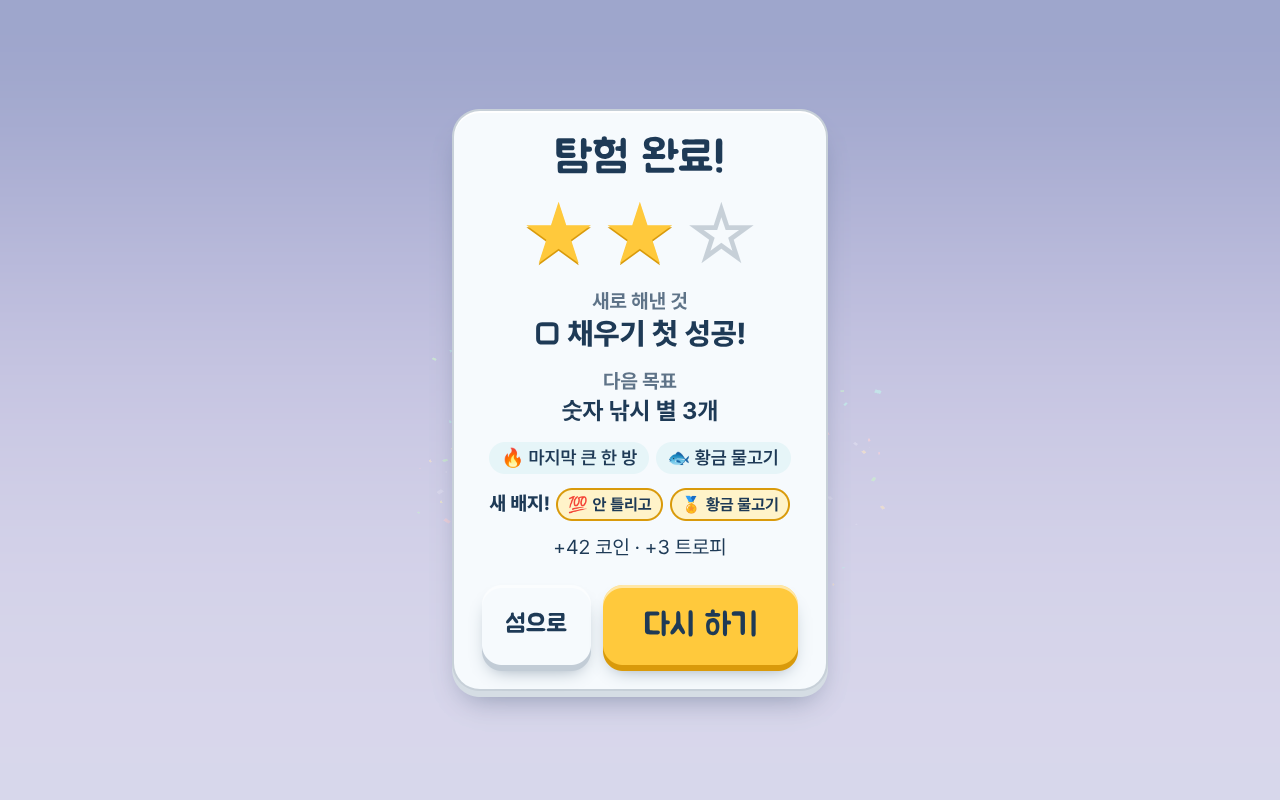 탐험 완료!
새로 해낸 것
□ 채우기 첫 성공!
다음 목표
숫자 낚시 별 3개
🔥 마지막 큰 한 방 🐟 황금 물고기
새 배지! 💯 안 틀리고 🏅 황금 물고기
+42 코인 · +3 트로피
섬으로 다시 하기